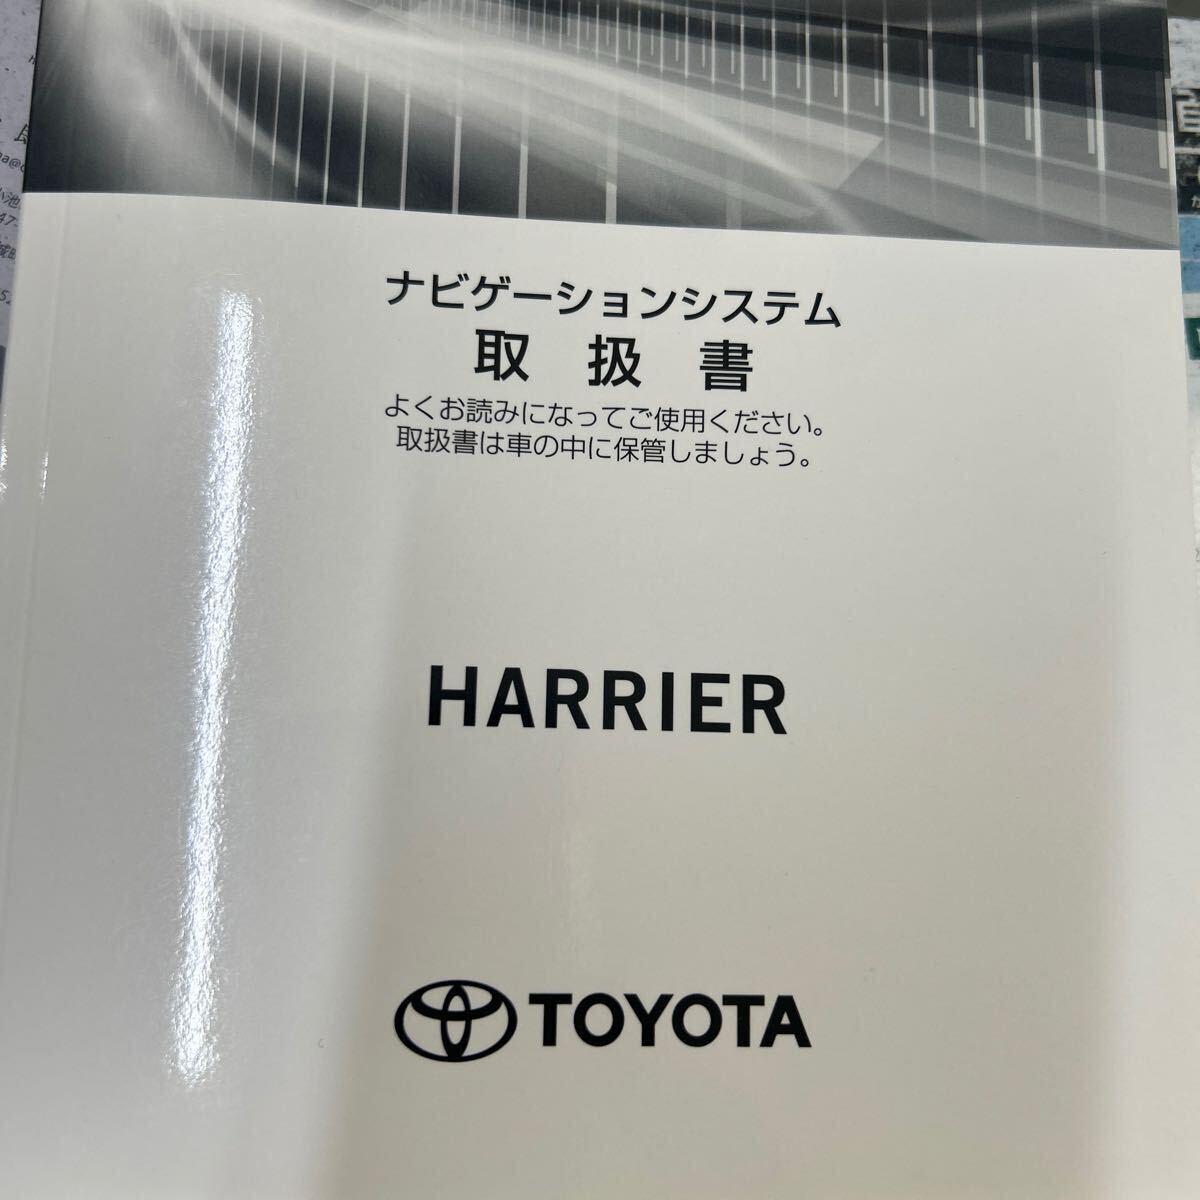 ナビゲーションシステム
取扱書
よくお読みになってご使用ください。
取扱書は車の中に保管しましょう。
HARRIER
TOYOTA